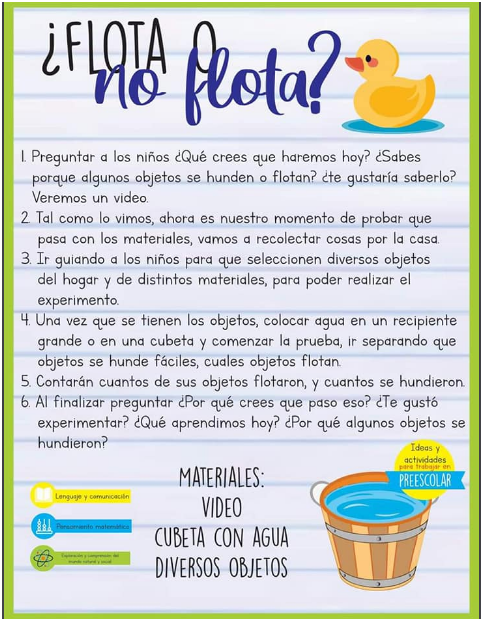 ¿FLOTA O
no flota?
1. Preguntar a los niños ¿Qué crees que haremos hoy? ¿Sabes
porque algunos objetos se hunden o flotan? ¿te gustaría saberlo?
Veremos un video.
2. Tal como lo vimos, ahora es nuestro momento de probar que
pasa con los materiales, vamos a recolectar cosas por la casa.
3. Ir guiando a los niños para que seleccionen diversos objetos
del hogar y de distintos materiales, para poder realizar el
experimento.
4. Una vez que se tienen los objetos, colocar agua en un recipiente
grande o en una cubeta y comenzar la prueba, ir separando que
objetos se hunde fáciles, cuales objetos flotan.
5. Contarán cuantos de sus objetos flotaron, y cuantos se hundieron.
6. Al finalizar preguntar ¿Por qué crees que paso eso? ¿Te gustó
experimentar? ¿Qué aprendimos hoy? ¿Por qué algunos objetos se
hundieron?
Ideas y
actividades
para trabajar en
PREESCOLAR
MATERIALES:
VIDEO
CUBETA CON AGUA
DIVERSOS OBJETOS
Lenguaje y comunicación
Pensamiento matemático
Exploración y comprensión del
mundo natural y social